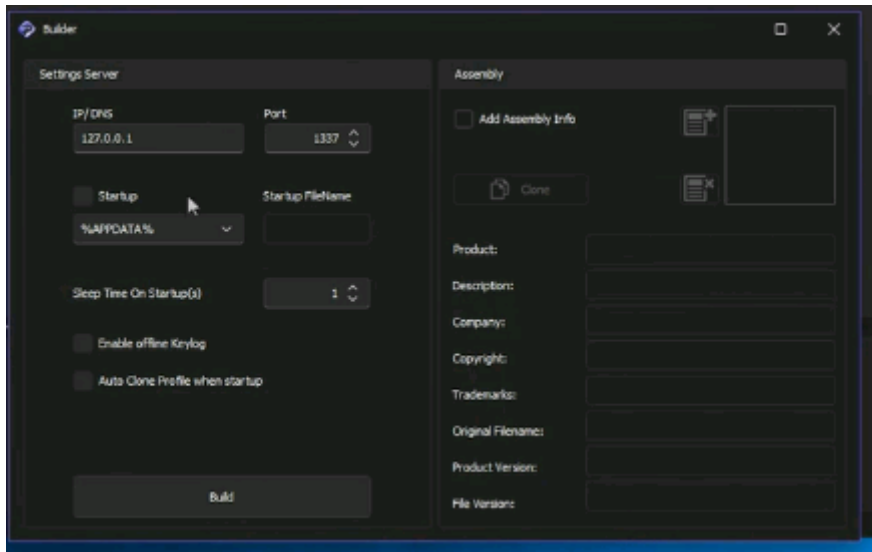 Builder
Settings Server
IP/DNS
Port
127.0.0.1
1337
Startup
Startup FileName
%APPDATA%
Sleep Time On Startup(s)
1
Enable offline Keylog
Auto Clone Profile when startup
Build
Assembly
Add Assembly Info
Clone
Product:
Description:
Company:
Copyright:
Trademarks:
Original Filename:
Product Version:
File Version: